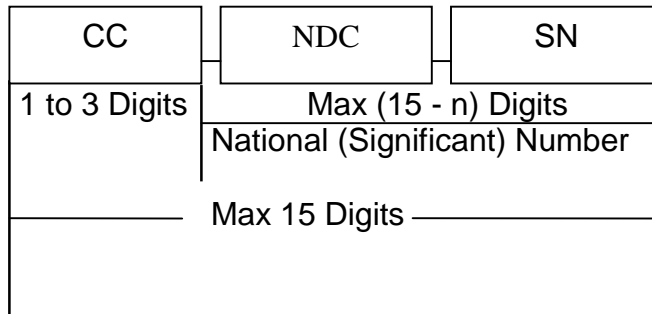 CC NDC SN
1 to 3 Digits Max (15 - n) Digits
National (Significant) Number
Max 15 Digits